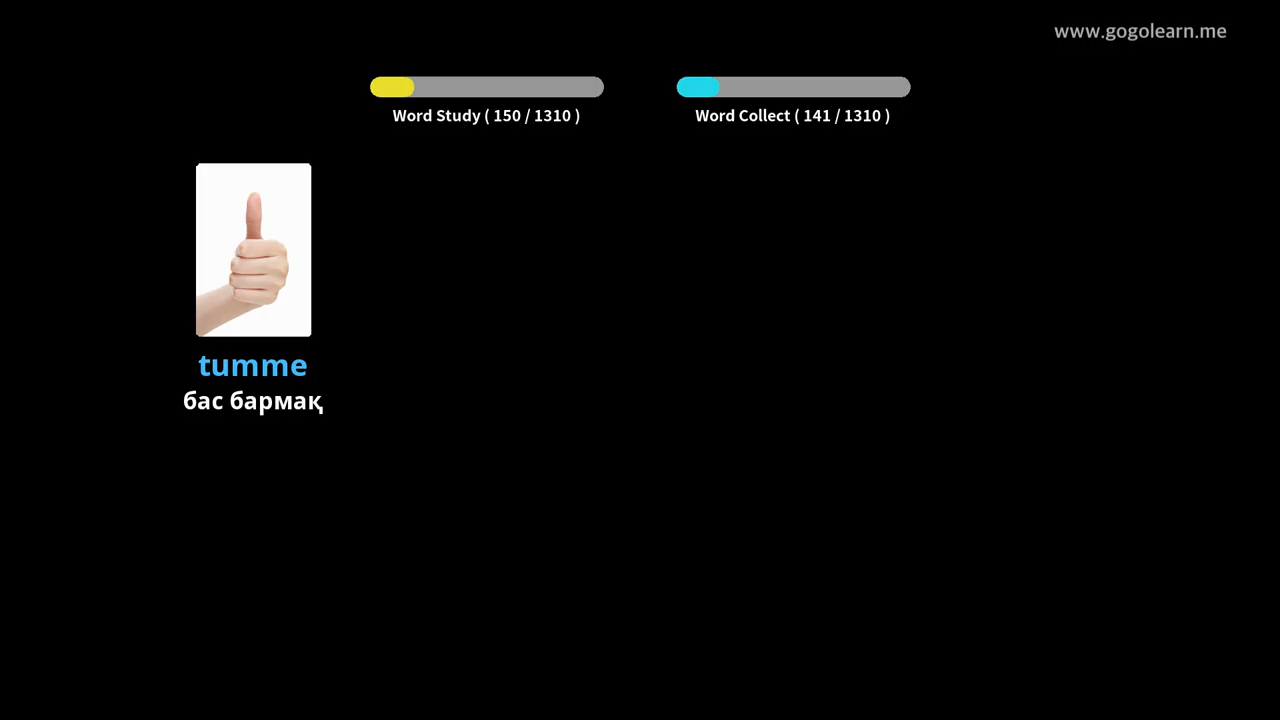 www.gogolearn.me
Word Study ( 150 / 1310 )
Word Collect ( 141 / 1310 )
tumme
бас бармақ